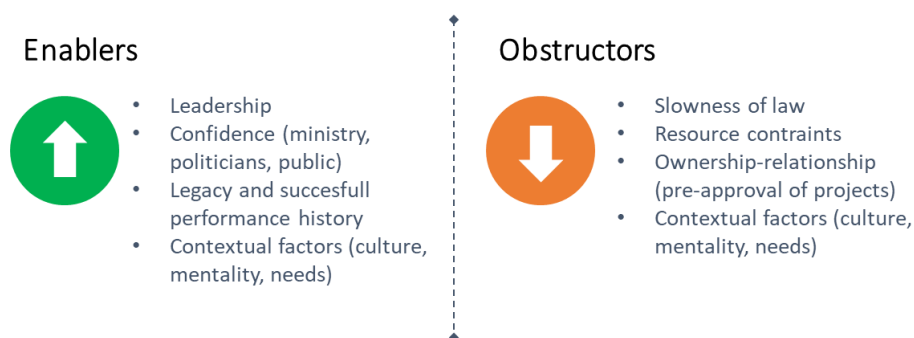 Enablers
• Leadership
• Confidence (ministry,
politicians, public)
• Legacy and succesfull
performance history
• Contextual factors (culture,
mentality, needs)
Obstructors
• Slowness of law
• Resource contraints
• Ownership-relationship
(pre-approval of projects)
• Contextual factors (culture,
mentality, needs)